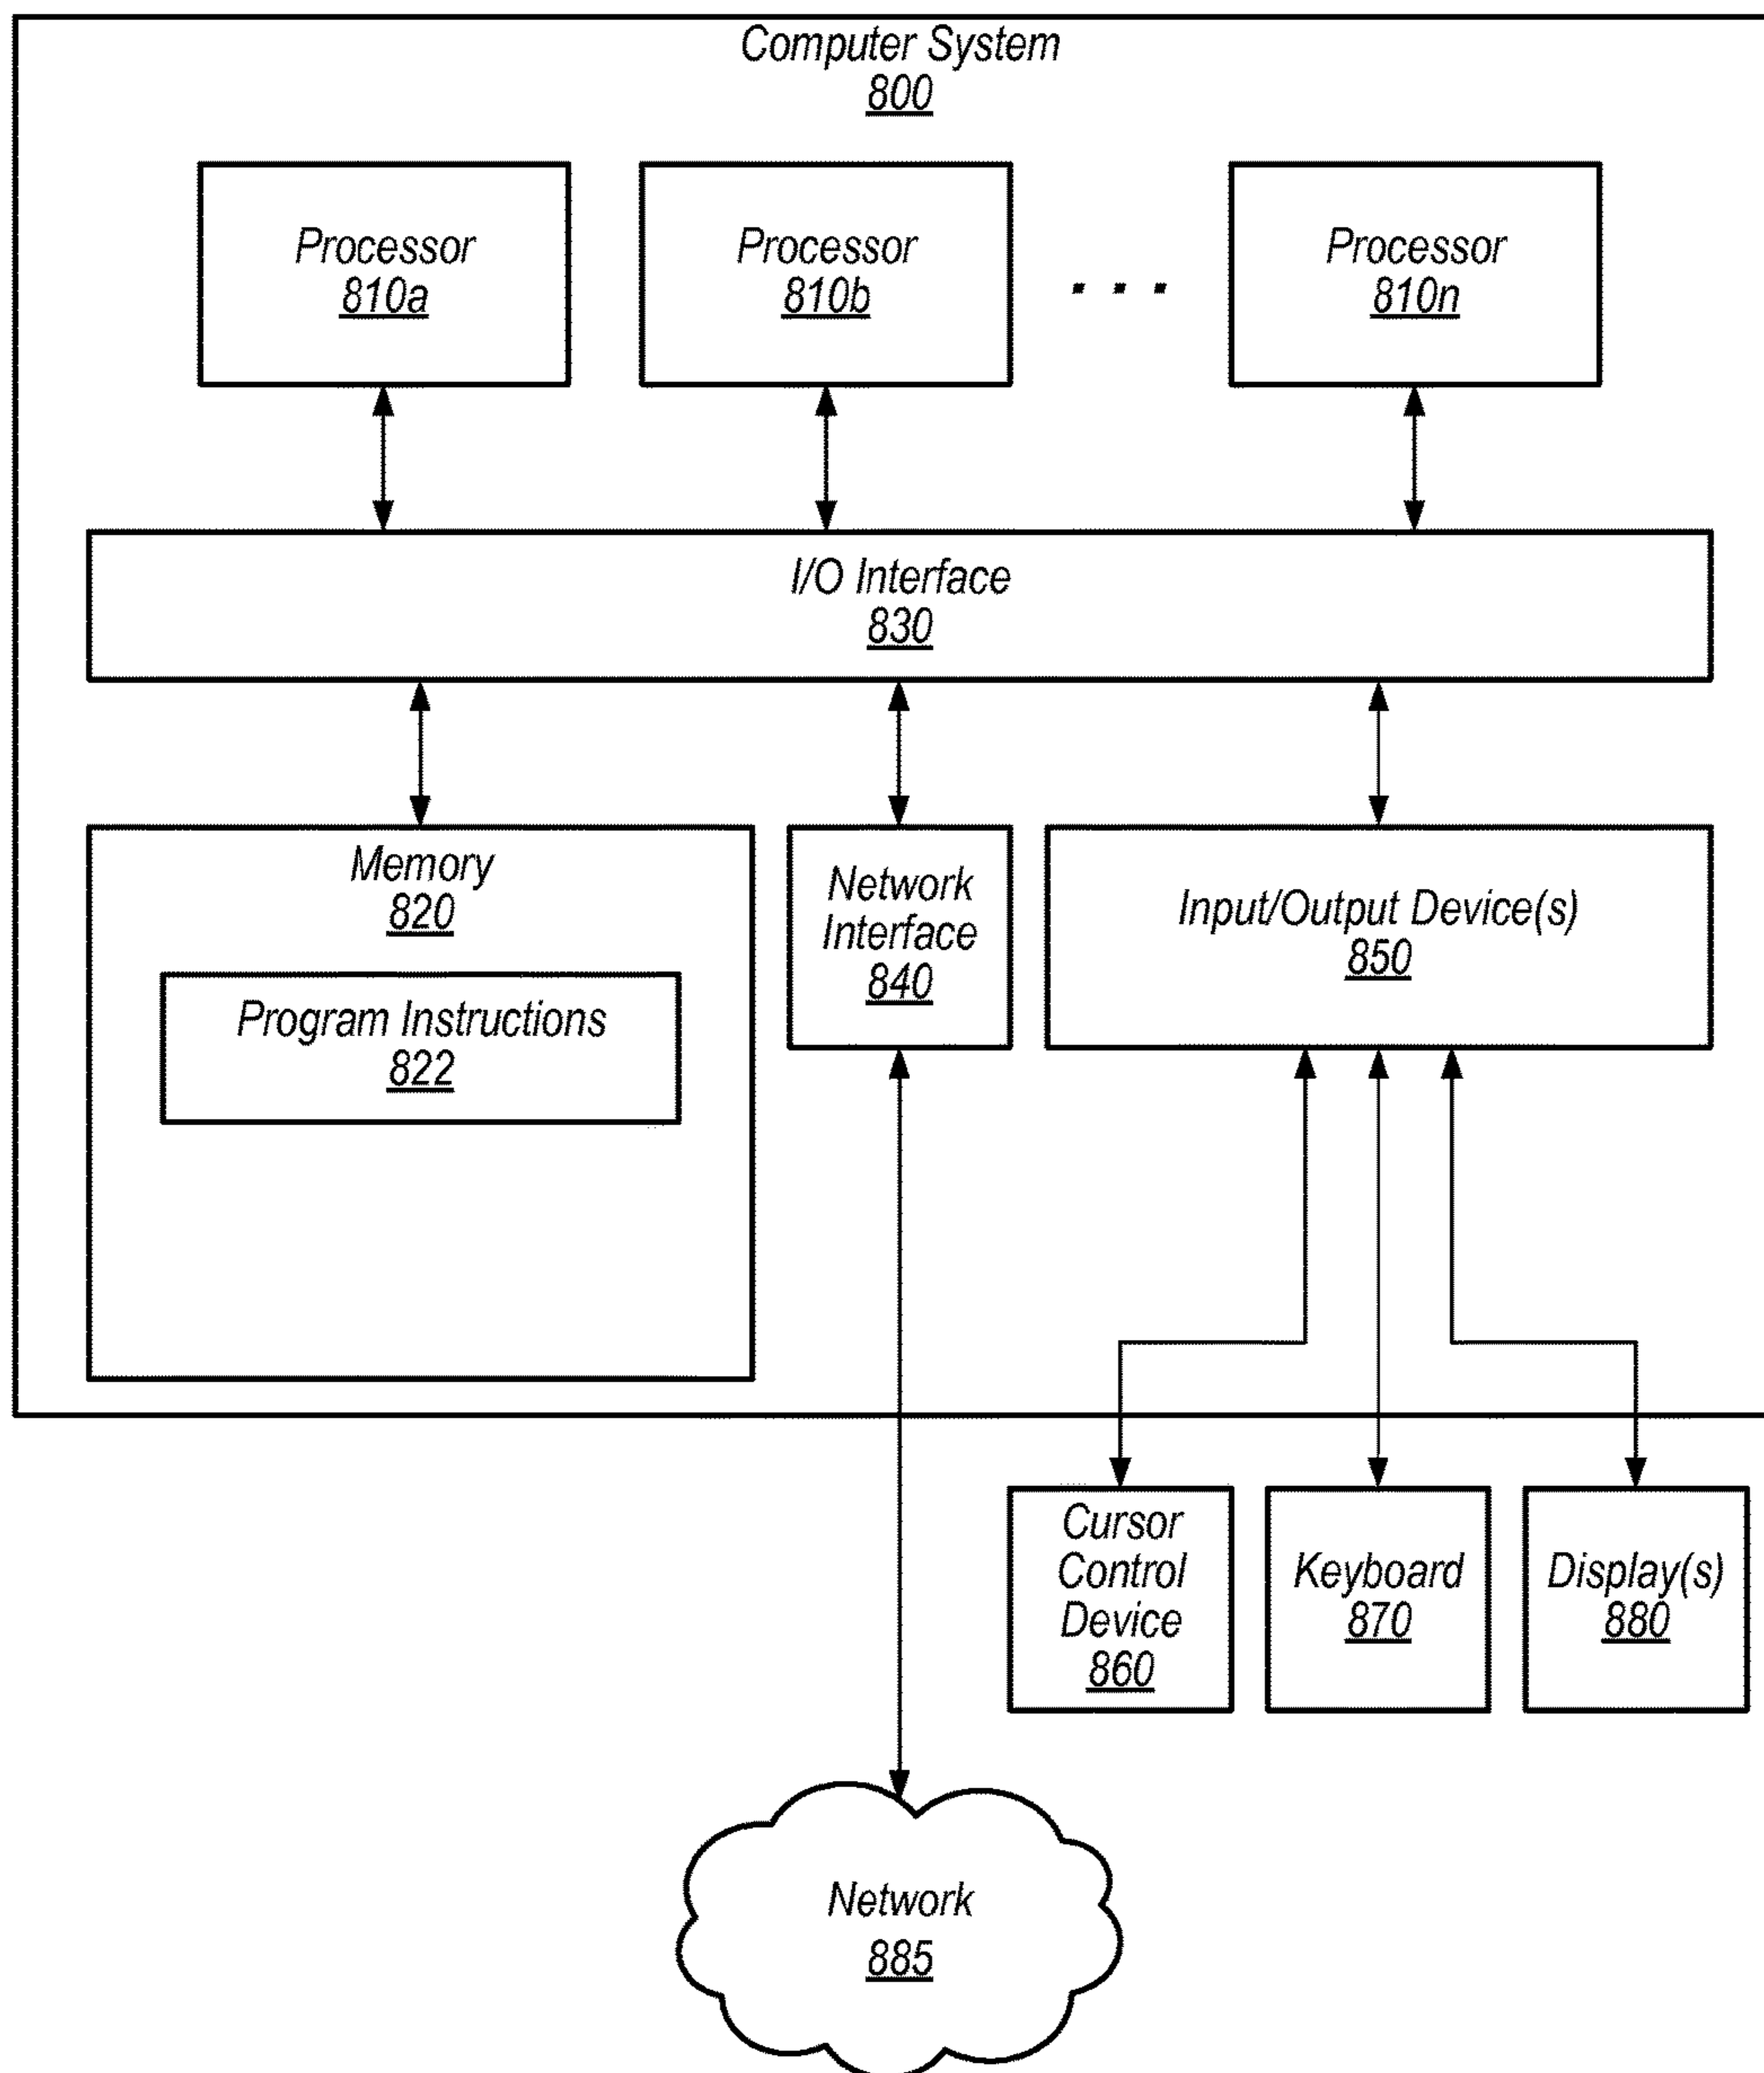 Computer System
800
Processor
810a
Processor
810b
. . .
Processor
810n
I/O Interface
830
Memory
820
Program Instructions
822
Network
Interface
840
Input/Output Device(s)
850
Cursor
Control
Device
860
Keyboard
870
Display(s)
880
Network
885